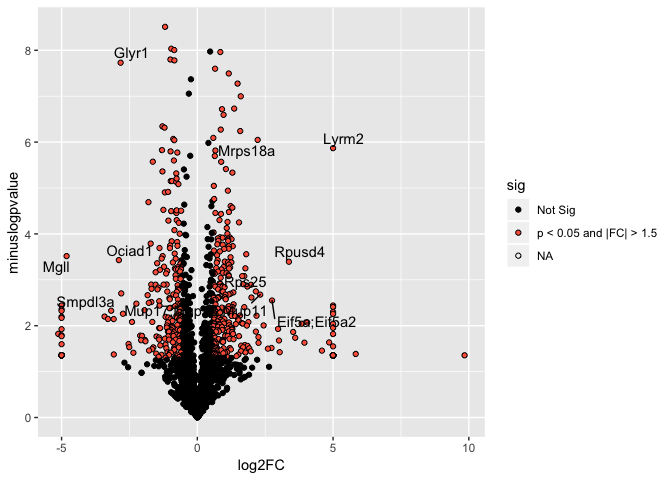 Glyr1
Lyrm2
Mrps18a
Ociad1
Rpusd4
Mgll
Rps25
Smpdl3a
Eif5a;Eif5a2
minuslogpvalue
8
6
4
2
0
-5
0
5
10
log2FC
sig
Not Sig
p < 0.05 and |FC| > 1.5
NA